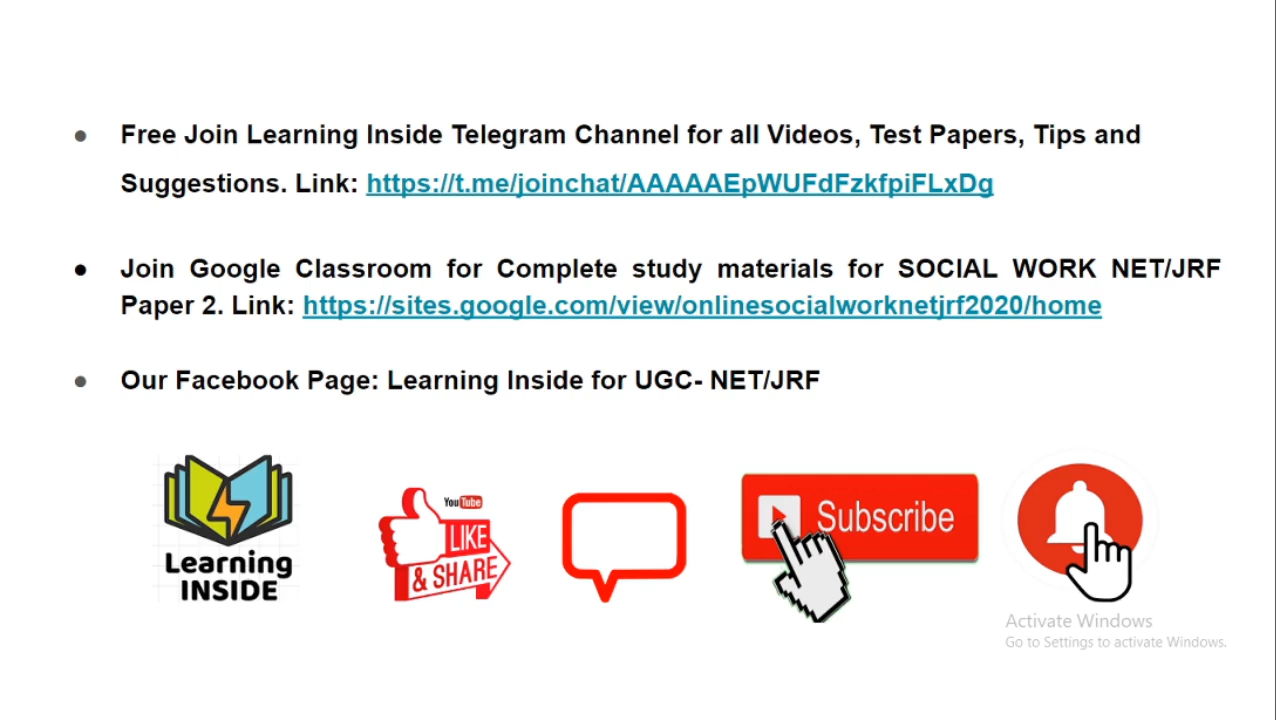 Free Join Learning Inside Telegram Channel for all Videos, Test Papers, Tips and
Suggestions. Link: https://t.me/joinchat/AAAAAEpWUFdFzkfpiFLxDg
Join Google Classroom for Complete study materials for SOCIAL WORK NET/JRF
Paper 2. Link: https://sites.google.com/view/onlinesocialworknetjrf2020/home
Our Facebook Page: Learning Inside for UGC- NET/JRF
Learning
INSIDE
YouTube
LIKE
& SHARE
Subscribe
Activate Windows
Go to Settings to activate Windows.